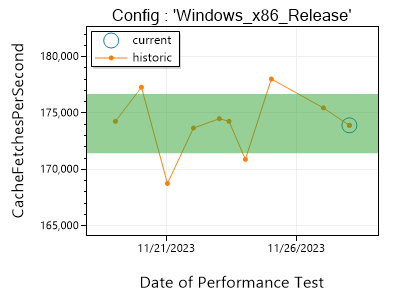 Config : 'Windows_x86_Release'
current
historic
180,000
175,000
170,000
165,000
CacheFetchesPerSecond
11/21/2023
11/26/2023
Date of Performance Test